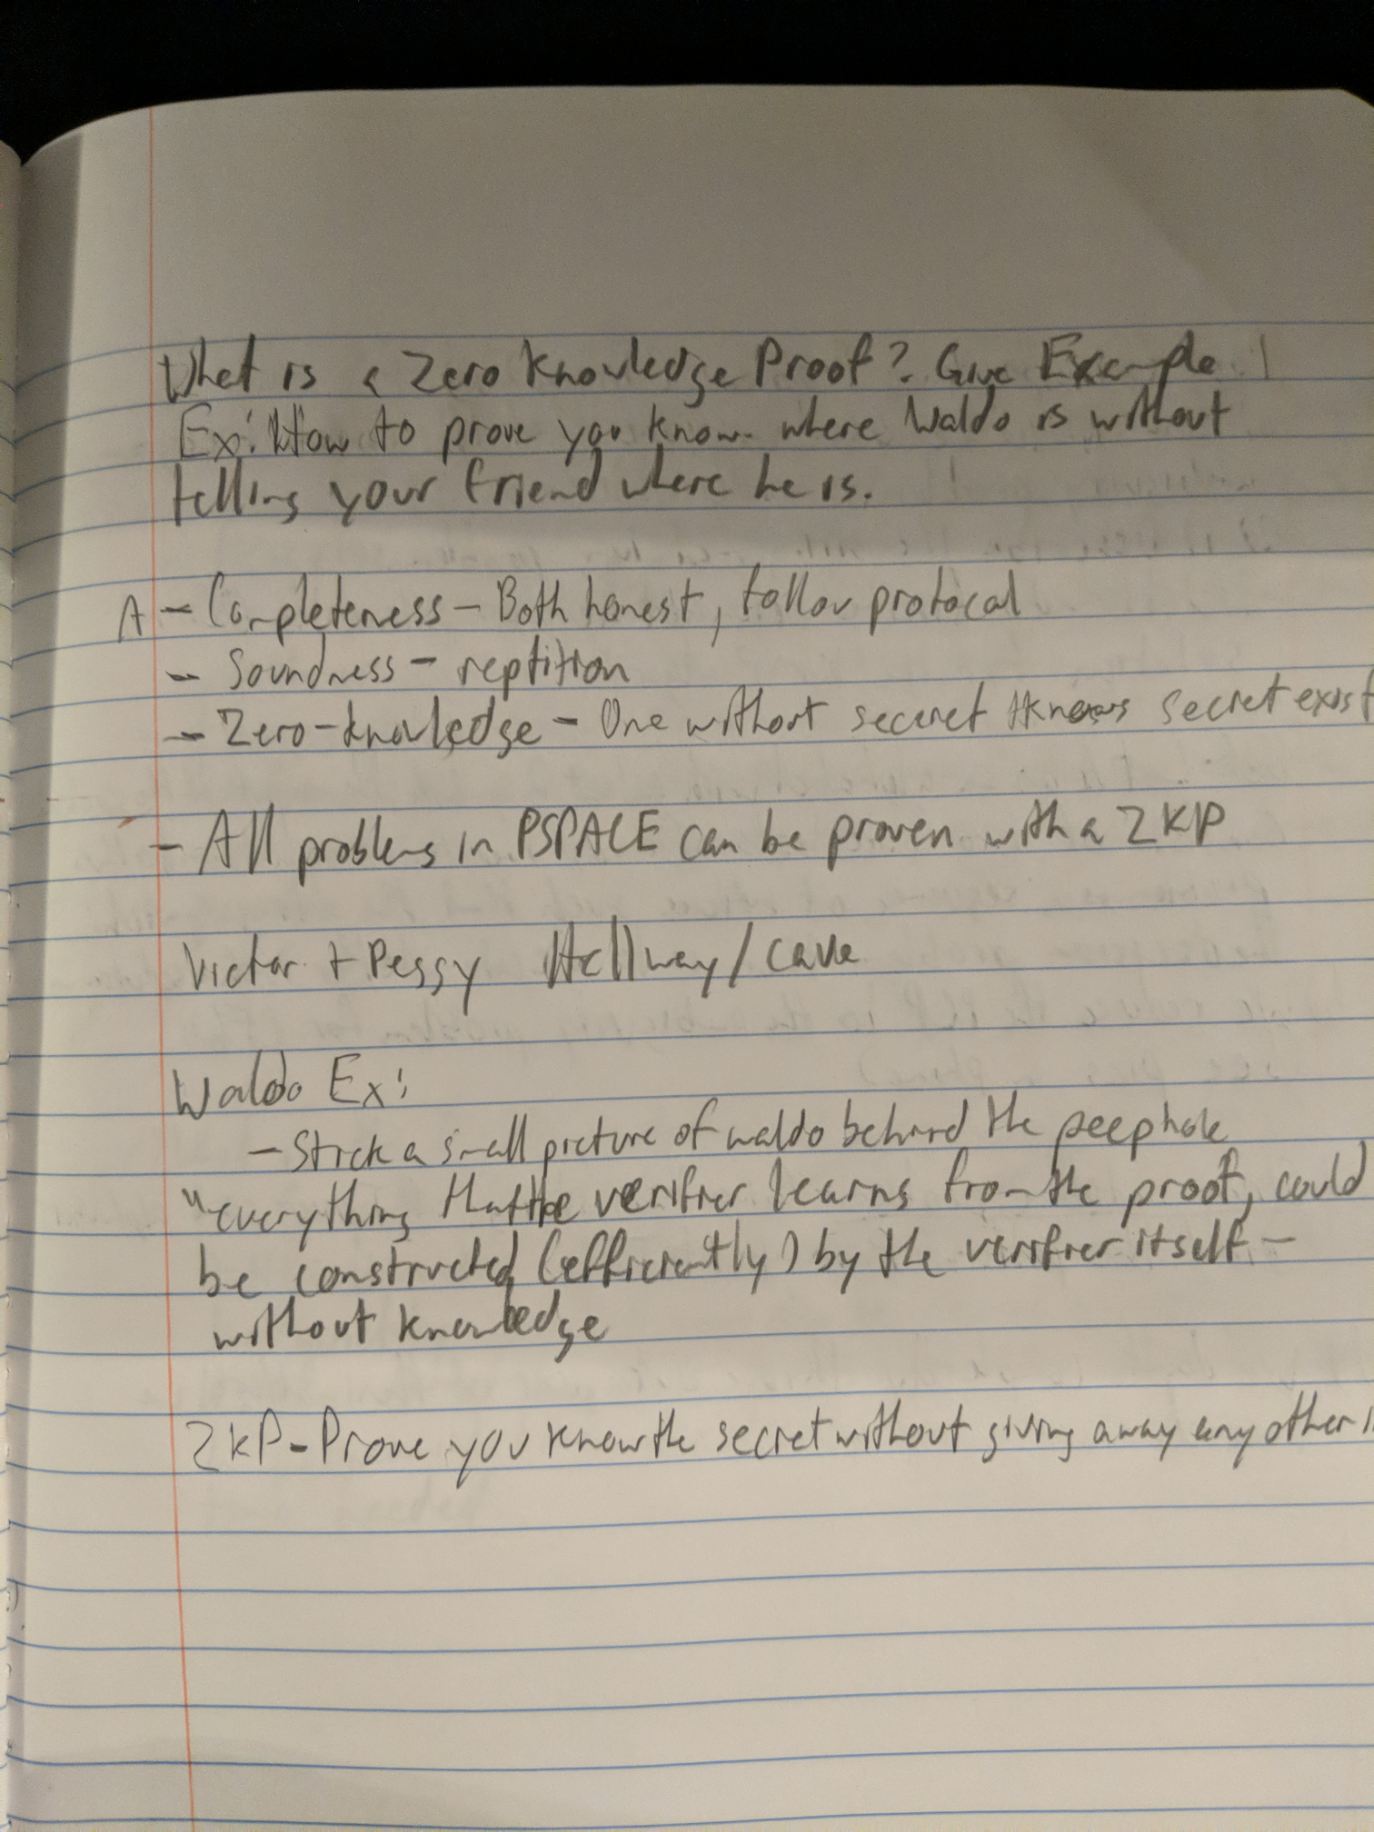 What is a Zero Knowledge Proof? Give Example!
Ex: How to prove you know where Waldo is without
telling your friend where he is.
A - Completeness - Both honest, follow protocal
- Soundness - reptition
- Zero-knowledge - One without seceret knows secret exist
- All problems in PSPACE can be proven with a ZKP
Victor + Peggy Hallway/cave
Waldo Ex:
- Stick a small picture of waldo behind the peephole
"everything that the verifier learns from the proof, could
be constructed (efficiently) by the verifier itself -
without knowledge
ZKP - Prove you know the secret without giving away any other